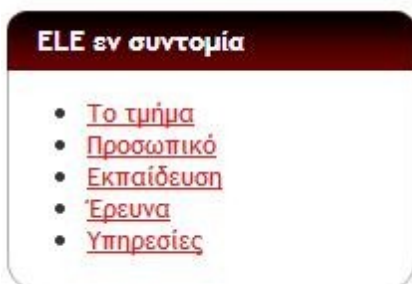 ELE εν συντομία
Το τμήμα
Προσωπικό
Εκπαίδευση
Έρευνα
Υπηρεσίες